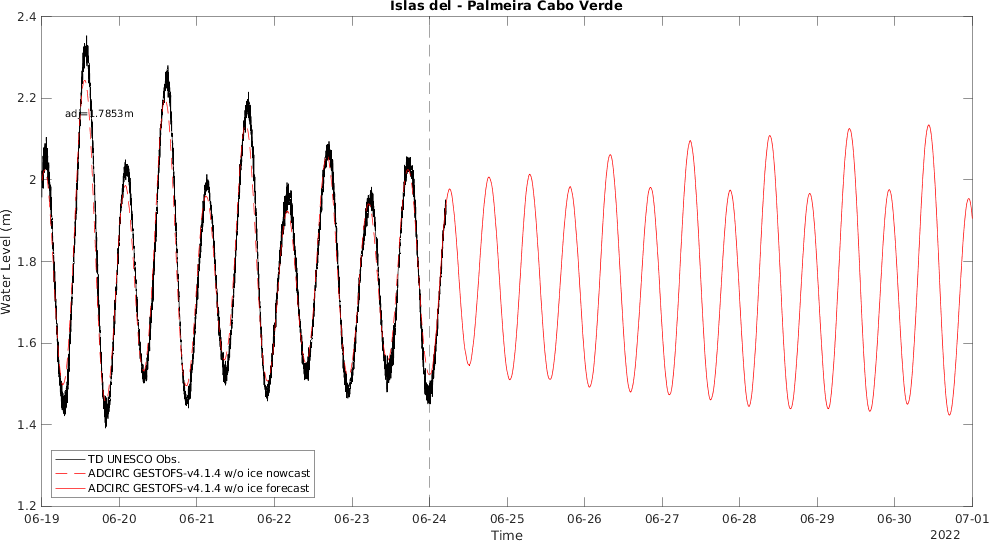 Islas del - Palmeira Cabo Verde
2.4
2.2
adj=1.7853m
2
1.8
Water Level (m)
1.6
1.4
TD UNESCO Obs.
ADCIRC GESTOFS-v4.1.4 w/o ice nowcast
ADCIRC GESTOFS-v4.1.4 w/o ice forecast
1.2
06-19 06-20 06-21 06-22 06-23 06-24 06-25 06-26 06-27 06-28 06-29 06-30 07-01
Time
2022